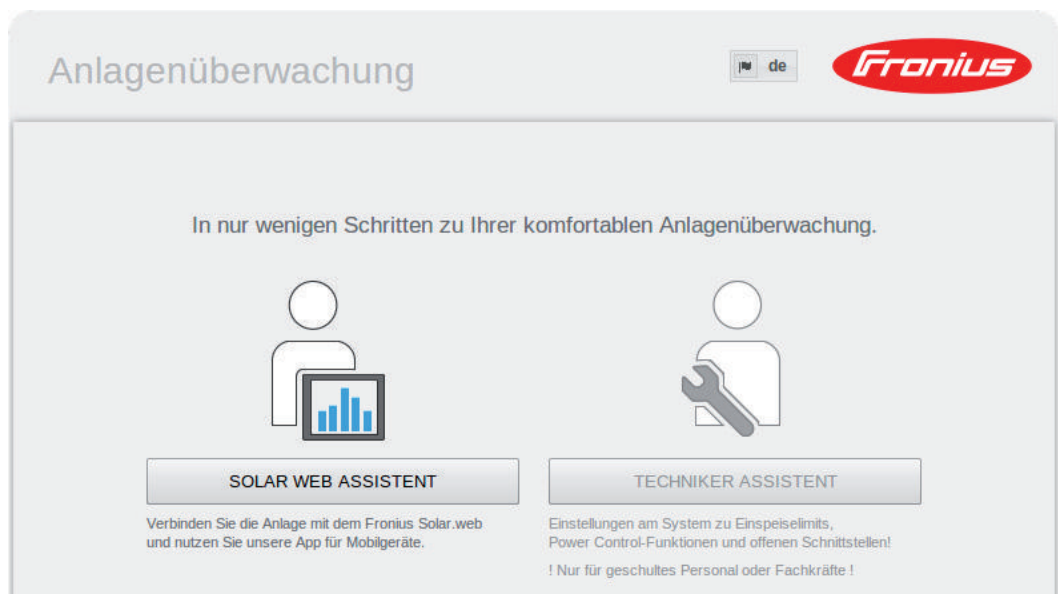 Anlagenüberwachung
de
Fronius
In nur wenigen Schritten zu Ihrer komfortablen Anlagenüberwachung.
SOLAR WEB ASSISTENT
Verbinden Sie die Anlage mit dem Fronius Solar.web
und nutzen Sie unsere App für Mobilgeräte.
TECHNIKER ASSISTENT
Einstellungen am System zu Einspeiselimits,
Power Control-Funktionen und offenen Schnittstellen!
! Nur für geschultes Personal oder Fachkräfte !